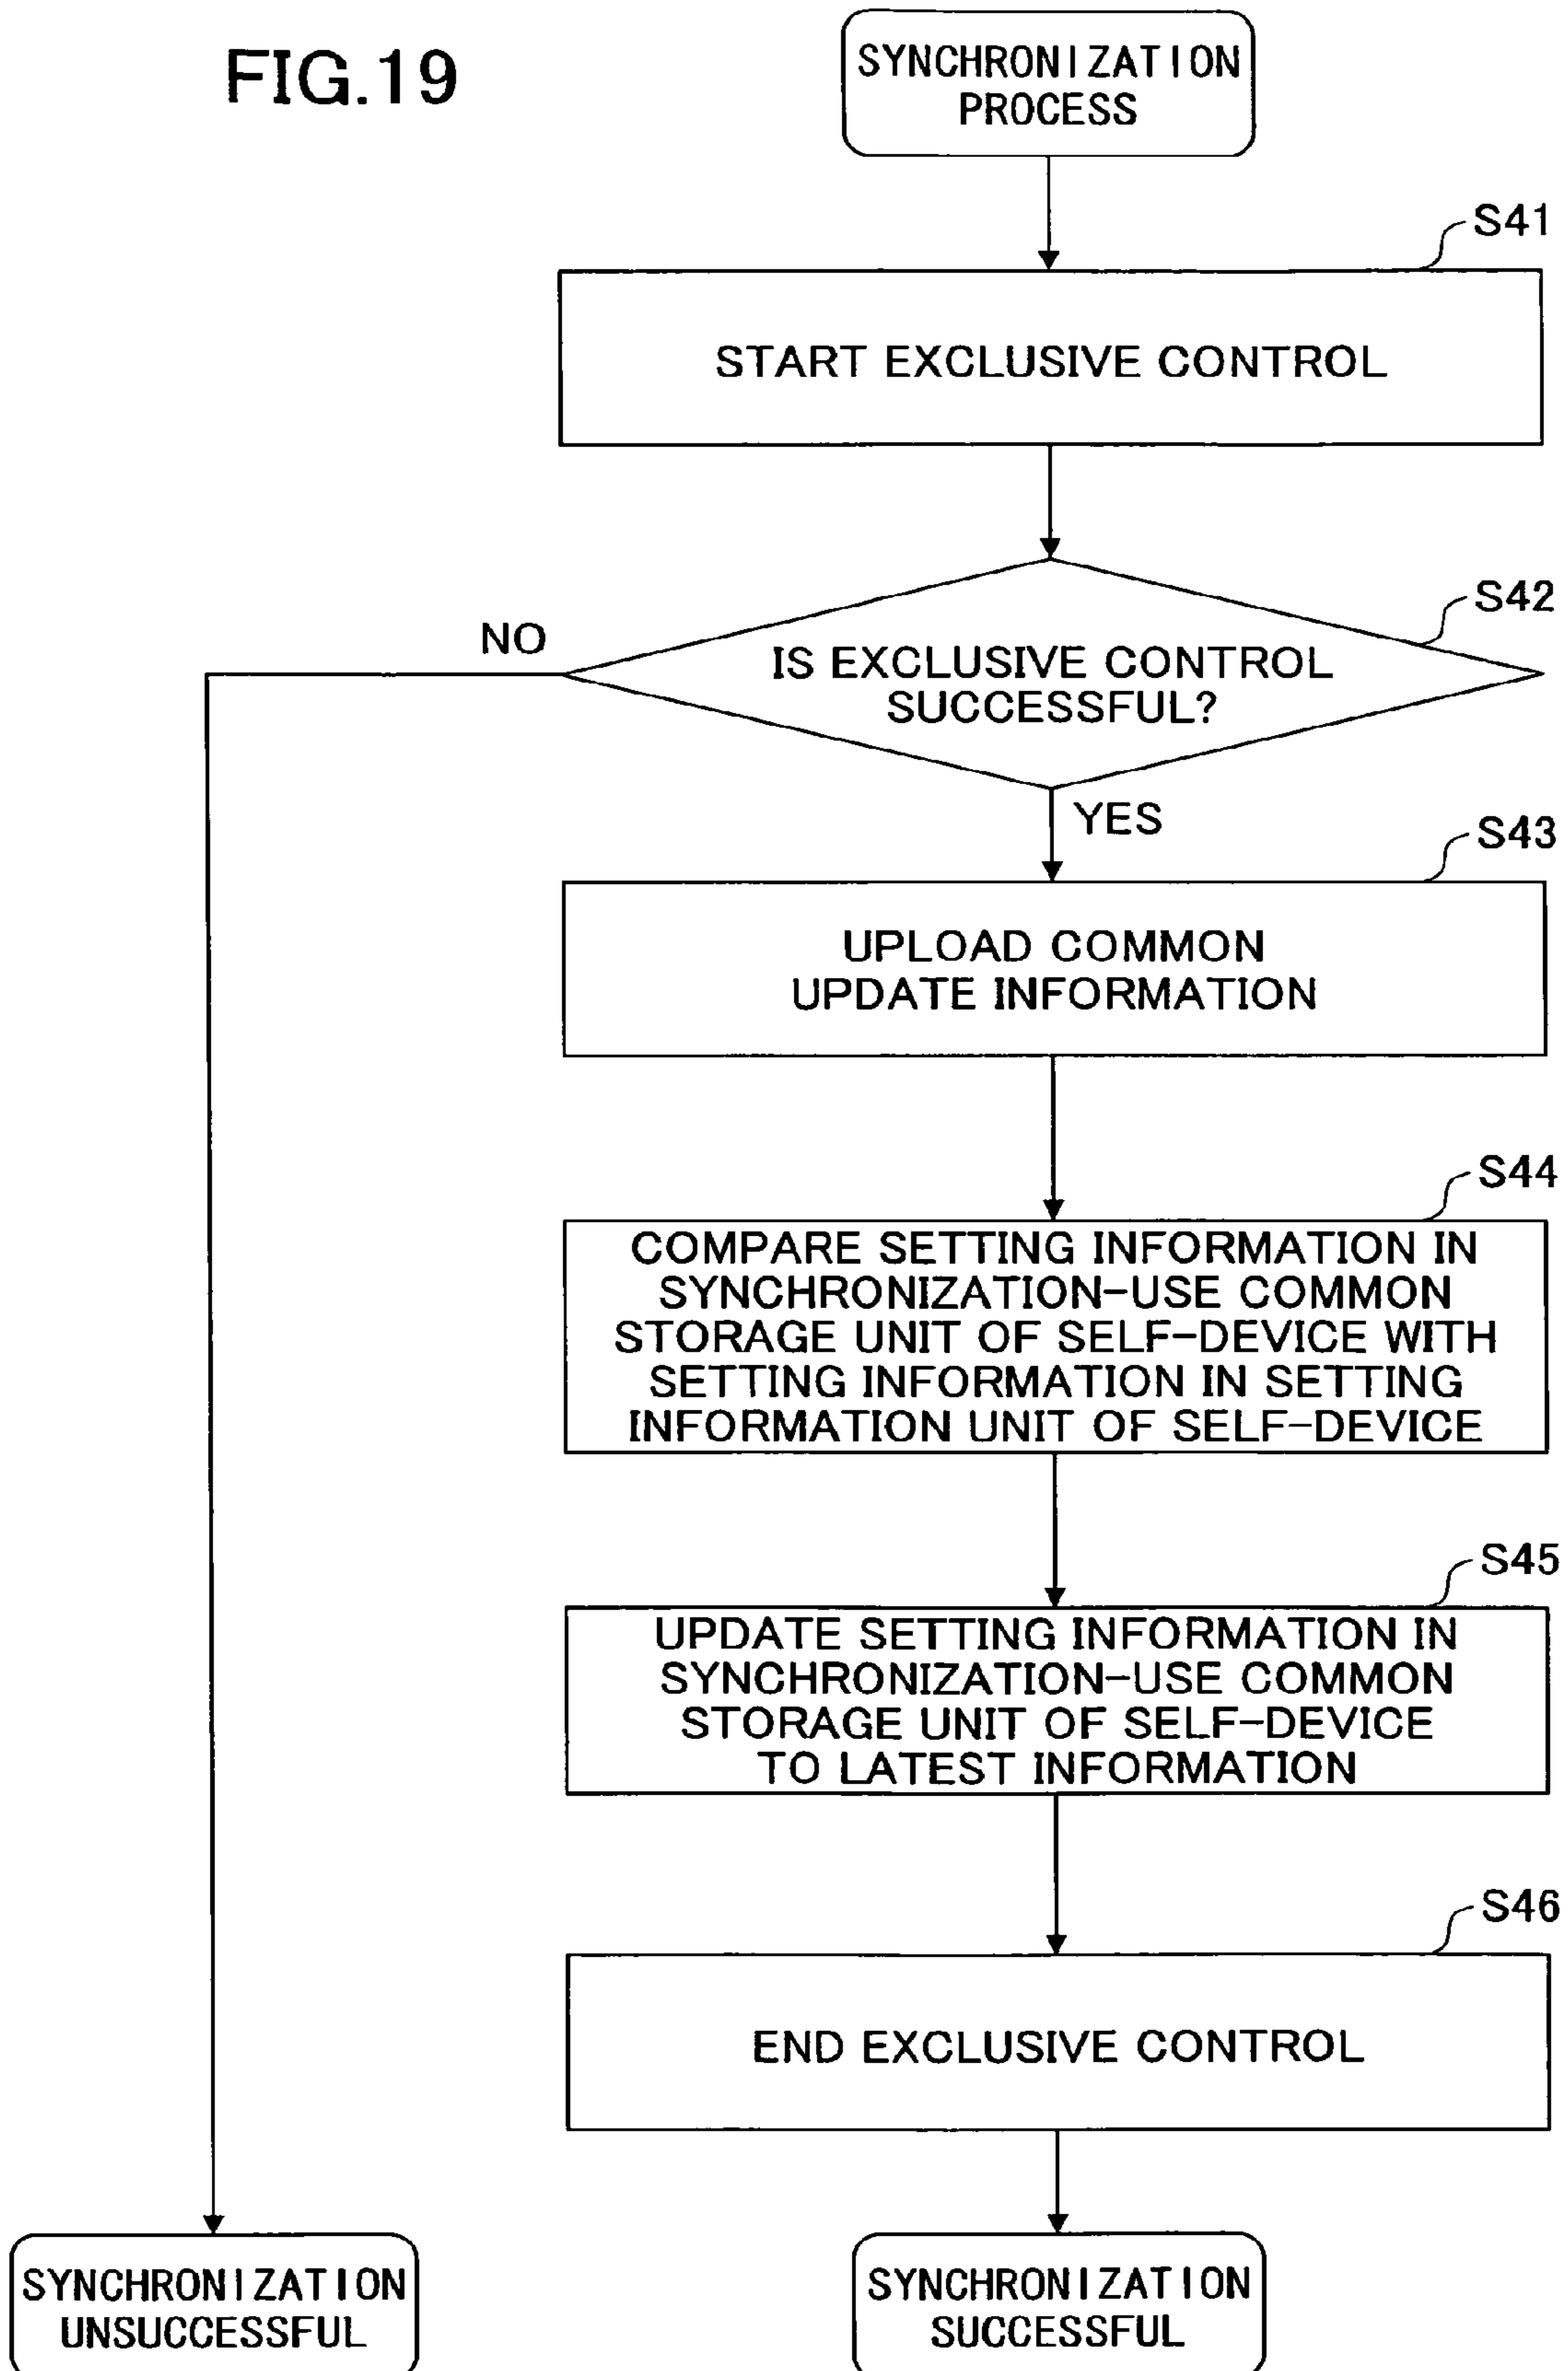 FIG.19
SYNCHRONIZATION
PROCESS
S41
START EXCLUSIVE CONTROL
S42
NO
IS EXCLUSIVE CONTROL
SUCCESSFUL?
YES
S43
UPLOAD COMMON
UPDATE INFORMATION
S44
COMPARE SETTING INFORMATION IN
SYNCHRONIZATION-USE COMMON
STORAGE UNIT OF SELF-DEVICE WITH
SETTING INFORMATION IN SETTING
INFORMATION UNIT OF SELF-DEVICE
S45
UPDATE SETTING INFORMATION IN
SYNCHRONIZATION-USE COMMON
STORAGE UNIT OF SELF-DEVICE
TO LATEST INFORMATION
S46
END EXCLUSIVE CONTROL
SYNCHRONIZATION
UNSUCCESSFUL
SYNCHRONIZATION
SUCCESSFUL